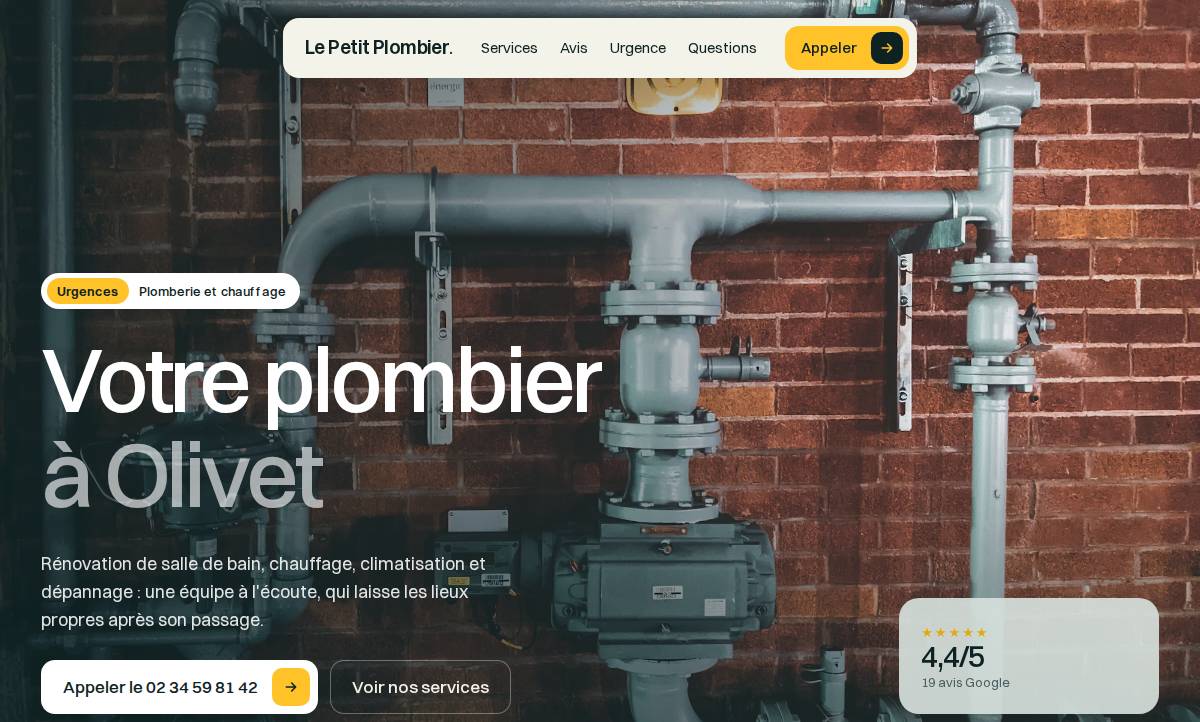 Le Petit Plombier.
Services
Avis
Urgence
Questions
Appeler
énergie
Urgences
Plomberie et chauffage
Votre plombier
à Olivet
Rénovation de salle de bain, chauffage, climatisation et
dépannage : une équipe à l'écoute, qui laisse les lieux
propres après son passage.
Appeler le 02 34 59 81 42
Voir nos services
★★★★★
4,4/5
19 avis Google